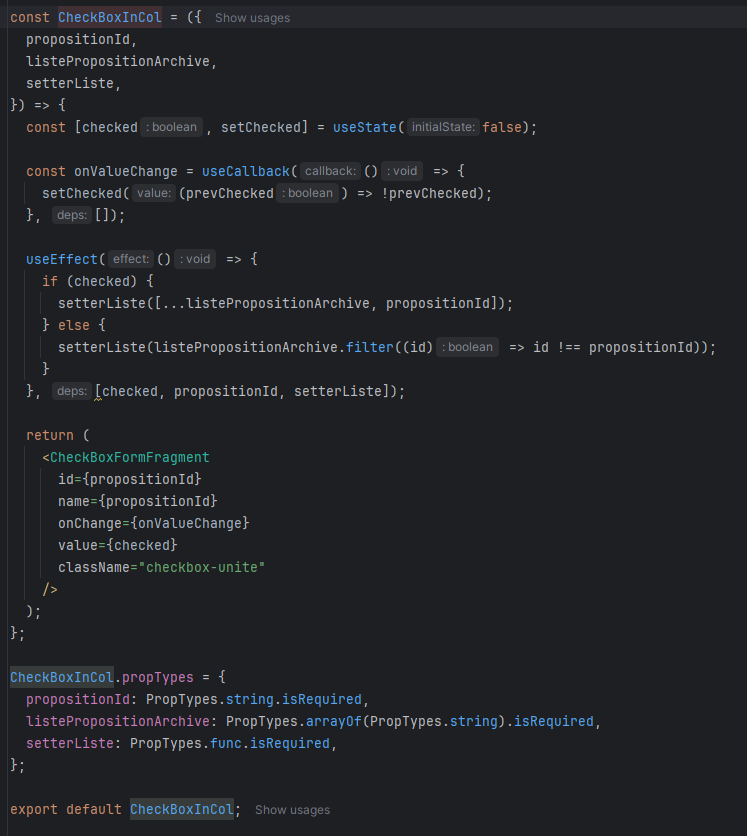 const CheckBoxInCol = ({ Show usages
  propositionId,
  listePropositionArchive,
  setterListe,
}) => {
  const [checked : boolean , setChecked] = useState( initialState: false);

  const onValueChange = useCallback( callback: () : void => {
    setChecked( value: (prevChecked : boolean ) => !prevChecked);
  }, deps: []);

  useEffect( effect: () : void => {
    if (checked) {
      setterListe([...listePropositionArchive, propositionId]);
    } else {
      setterListe(listePropositionArchive.filter((id) : boolean => id !== propositionId));
    }
  }, deps: [checked, propositionId, setterListe]);

  return (
    <CheckBoxFormFragment
      id={propositionId}
      name={propositionId}
      onChange={onValueChange}
      value={checked}
      className="checkbox-unite"
    />
  );
};

CheckBoxInCol.propTypes = {
  propositionId: PropTypes.string.isRequired,
  listePropositionArchive: PropTypes.arrayOf(PropTypes.string).isRequired,
  setterListe: PropTypes.func.isRequired,
};

export default CheckBoxInCol; Show usages